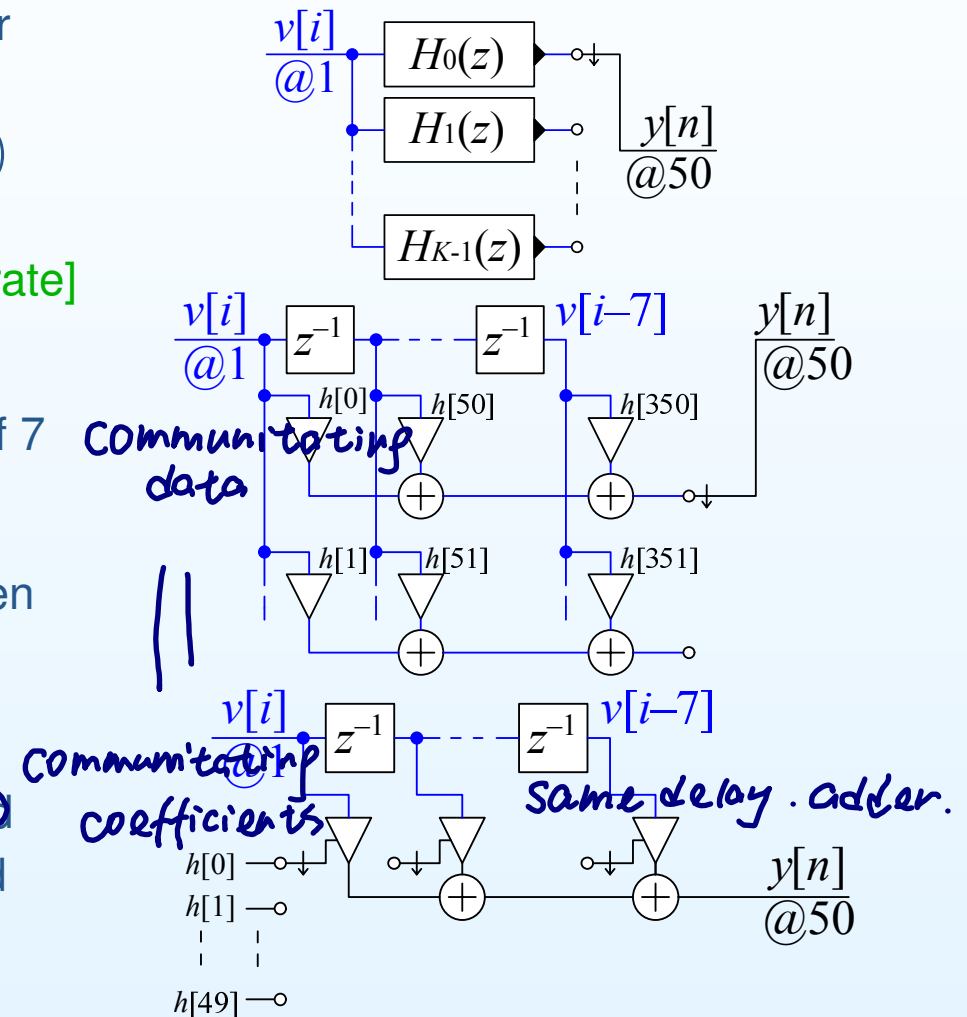 r
v[i]
@1
H0(z)
)
H1(z)
y[n]
@50
HK-1(z)
ate]
v[i]
@1
z−1
z−1
v[i–7]
y[n]
@50
h[0]
h[50]
h[350]
f 7
communitating
data
+
+
h[1]
h[51]
h[351]
en
+
+
v[i]
@1
z−1
z−1
v[i–7]
communitating
coefficients
same delay. adder.
d
h[0]
+
+
y[n]
@50
h[1]
h[49]